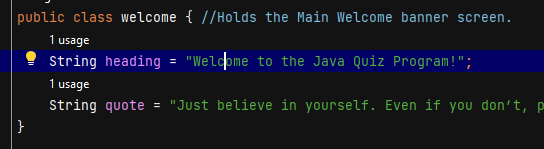 public class welcome { //Holds the Main Welcome banner screen.
1 usage
String heading = "Welcome to the Java Quiz Program!";
1 usage
String quote = "Just believe in yourself. Even if you don’t, p
}